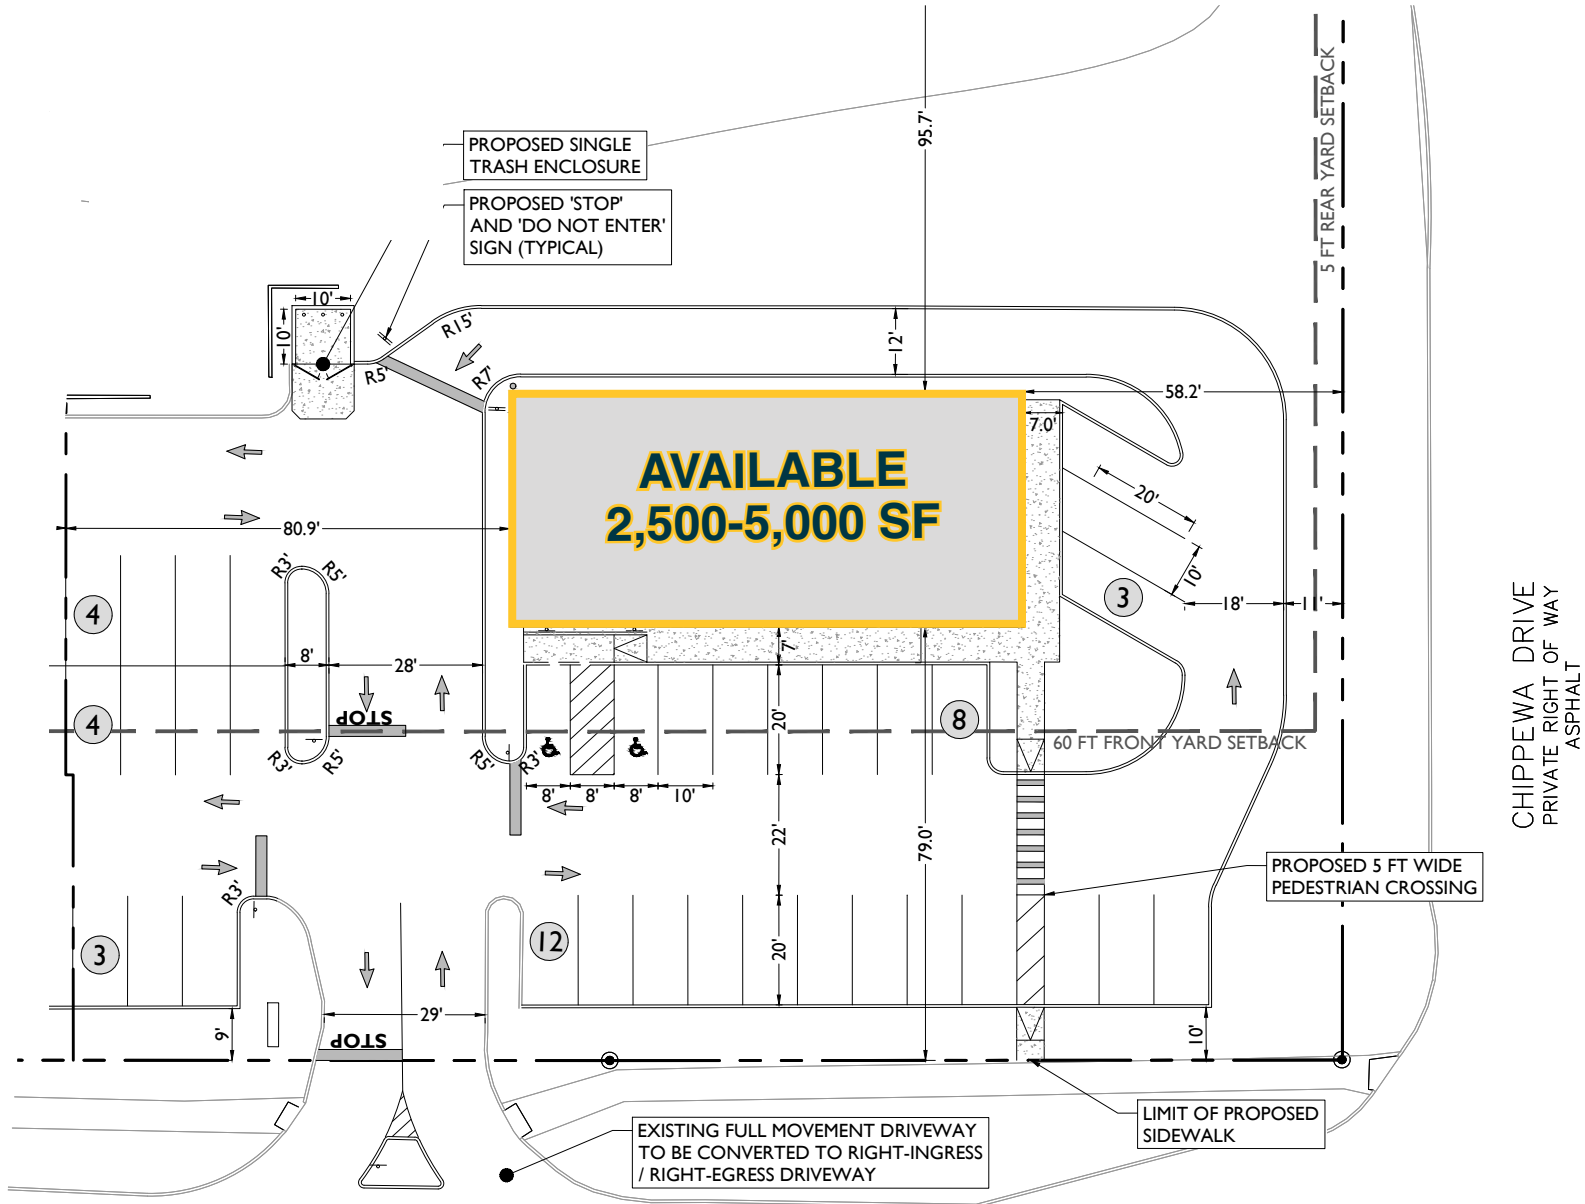 95.7'
5 FT REAR YARD SETBACK
PROPOSED SINGLE
TRASH ENCLOSURE
PROPOSED 'STOP'
AND 'DO NOT ENTER'
SIGN (TYPICAL)
10'
10'
R15'
R5'
R7'
12'
58.2'
7.0'
AVAILABLE
2,500-5,000 SF
20'
10'
80.9'
R3'
R5'
4
3
18'
11'
8'
28'
7'
4
STOP
R3'
R5'
R5'
R3'
20'
8
60 FT FRONT YARD SETBACK
8'
8'
8'
10'
22'
79.0'
CHIPPEWA DRIVE
PRIVATE RIGHT OF WAY
ASPHALT
PROPOSED 5 FT WIDE
PEDESTRIAN CROSSING
R3'
3
12
20'
29'
9'
STOP
10'
LIMIT OF PROPOSED
SIDEWALK
EXISTING FULL MOVEMENT DRIVEWAY
TO BE CONVERTED TO RIGHT-INGRESS
/ RIGHT-EGRESS DRIVEWAY